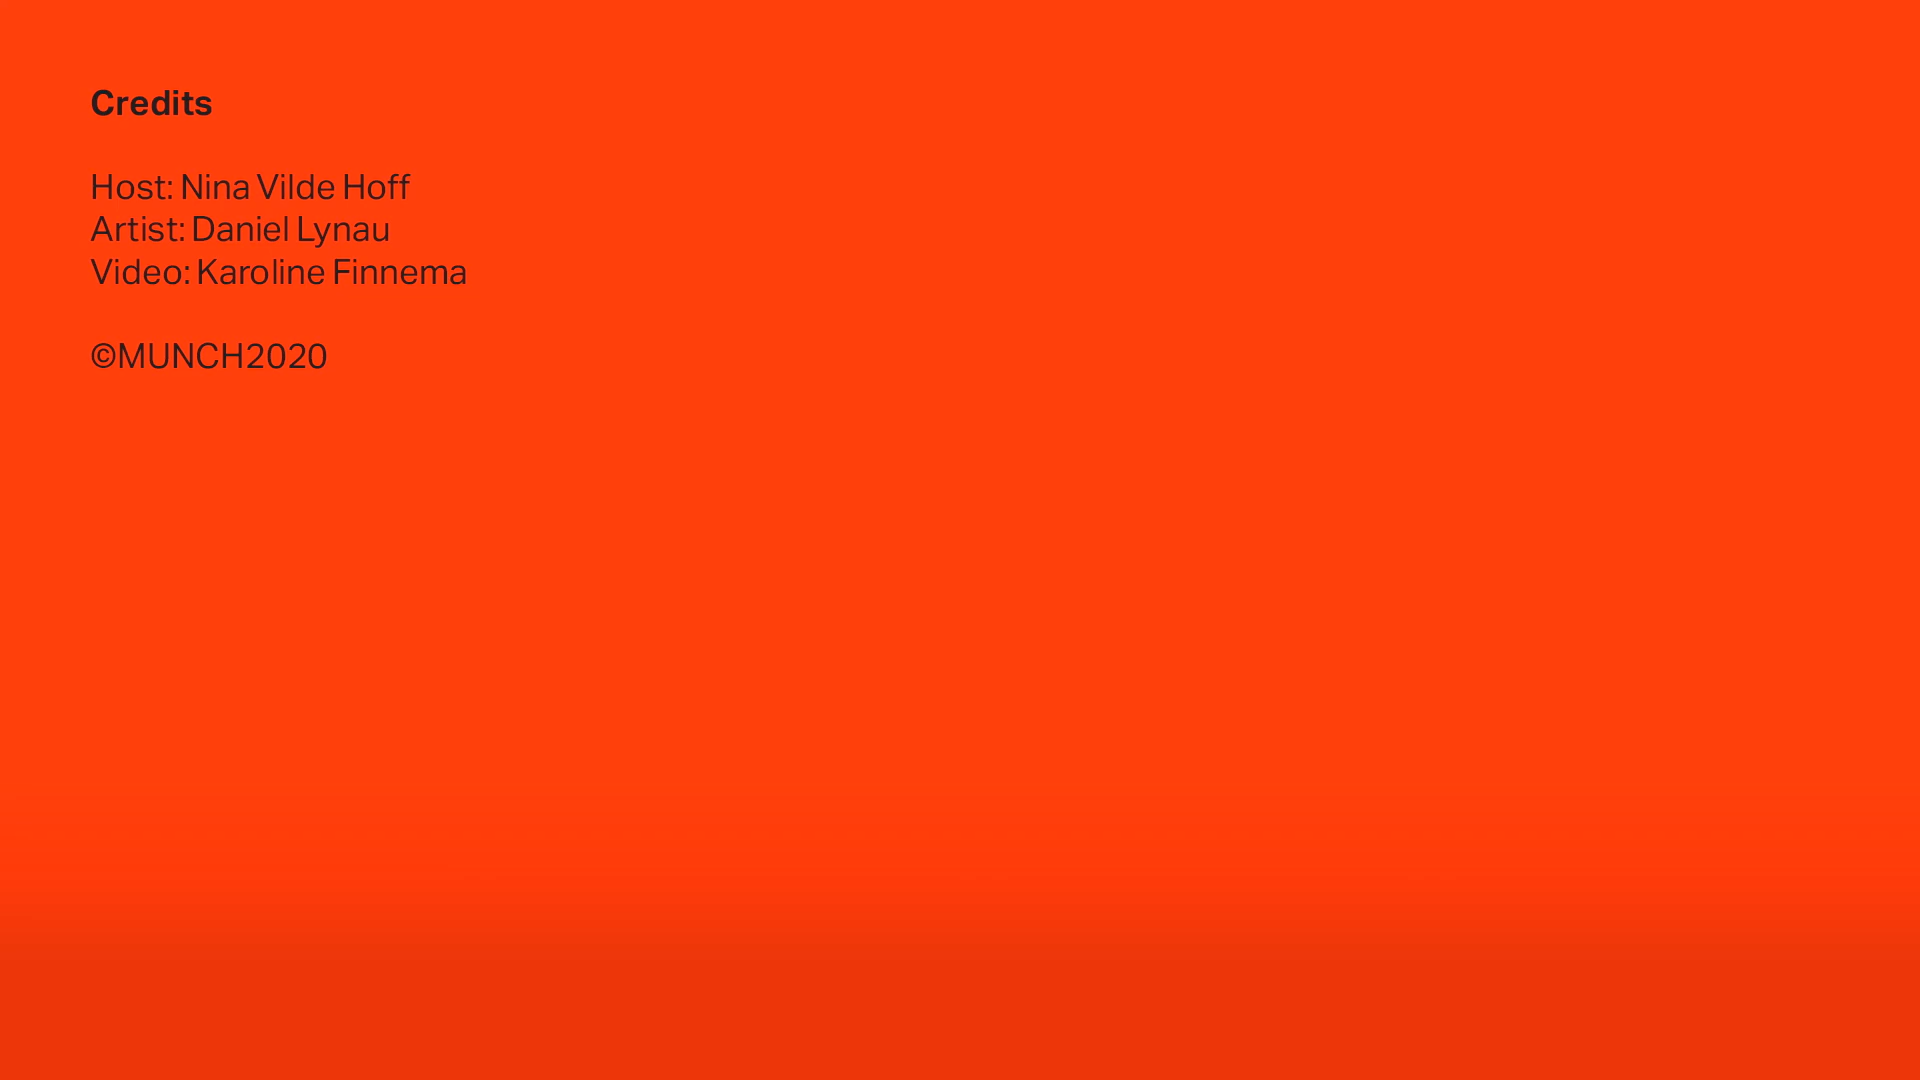 Credits
Host: Nina Vilde Hoff
Artist: Daniel Lynau
Video: Karoline Finnema
©MUNCH2020